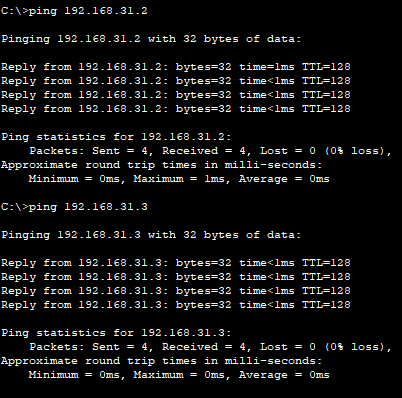 C:\>ping 192.168.31.2
Pinging 192.168.31.2 with 32 bytes of data:
Reply from 192.168.31.2: bytes=32 time=1ms TTL=128
Reply from 192.168.31.2: bytes=32 time<1ms TTL=128
Reply from 192.168.31.2: bytes=32 time<1ms TTL=128
Reply from 192.168.31.2: bytes=32 time<1ms TTL=128
Ping statistics for 192.168.31.2:
    Packets: Sent = 4, Received = 4, Lost = 0 (0% loss),
Approximate round trip times in milli-seconds:
    Minimum = 0ms, Maximum = 1ms, Average = 0ms
C:\>ping 192.168.31.3
Pinging 192.168.31.3 with 32 bytes of data:
Reply from 192.168.31.3: bytes=32 time<1ms TTL=128
Reply from 192.168.31.3: bytes=32 time<1ms TTL=128
Reply from 192.168.31.3: bytes=32 time<1ms TTL=128
Reply from 192.168.31.3: bytes=32 time<1ms TTL=128
Ping statistics for 192.168.31.3:
    Packets: Sent = 4, Received = 4, Lost = 0 (0% loss),
Approximate round trip times in milli-seconds:
    Minimum = 0ms, Maximum = 0ms, Average = 0ms